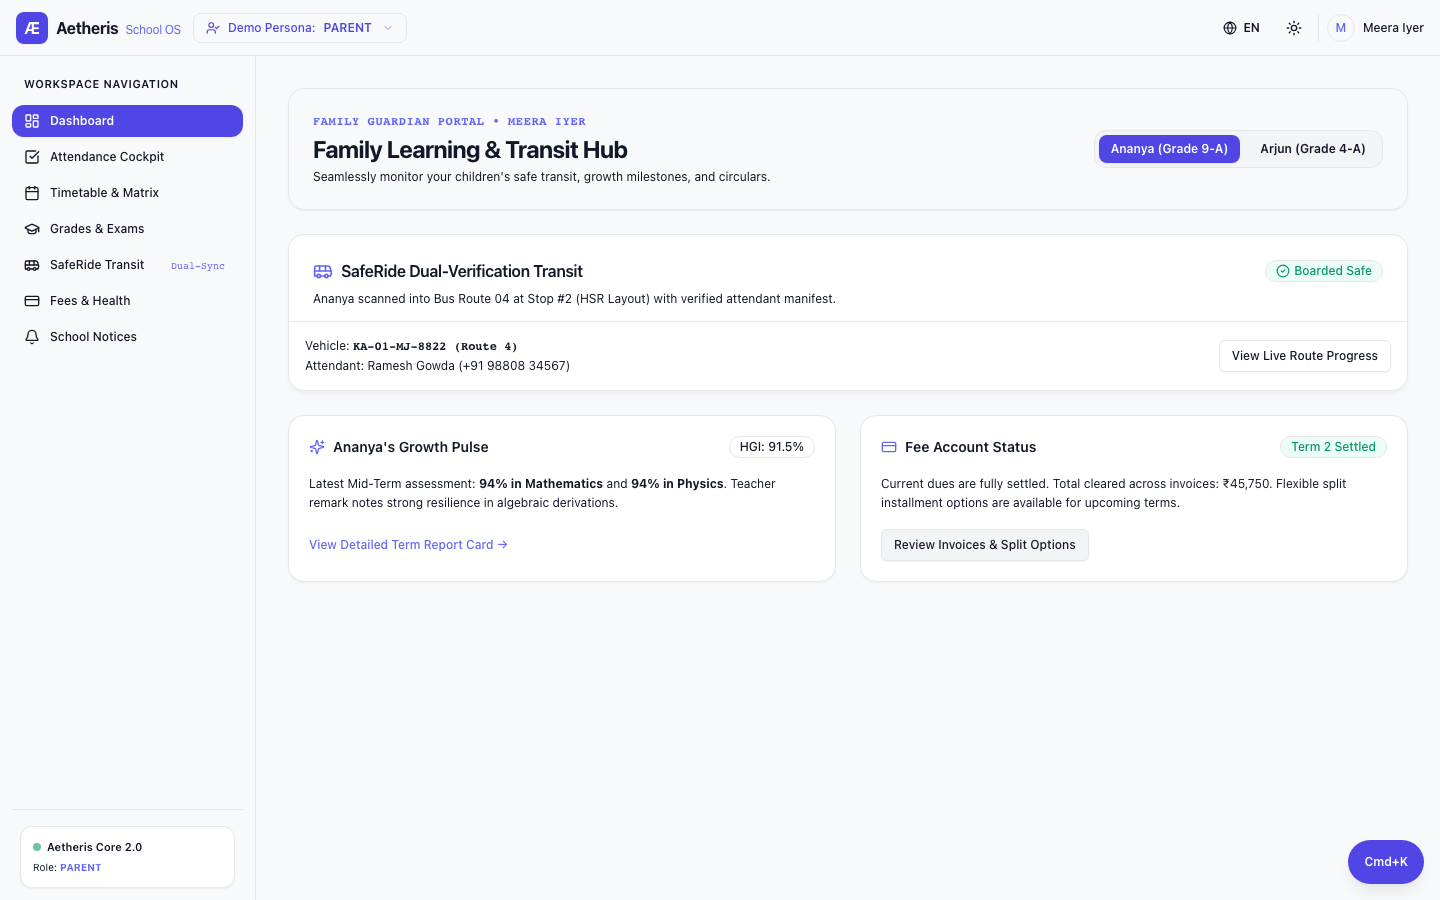 Æ Aetheris School OS Demo Persona: PARENT EN M Meera Iyer
WORKSPACE NAVIGATION
Dashboard
Attendance Cockpit
Timetable & Matrix
Grades & Exams
SafeRide Transit Dual-Sync
Fees & Health
School Notices
Aetheris Core 2.0
Role: PARENT
FAMILY GUARDIAN PORTAL • MEERA IYER
Family Learning & Transit Hub
Seamlessly monitor your children's safe transit, growth milestones, and circulars.
Ananya (Grade 9-A) Arjun (Grade 4-A)
SafeRide Dual-Verification Transit
Boarded Safe
Ananya scanned into Bus Route 04 at Stop #2 (HSR Layout) with verified attendant manifest.
Vehicle: KA-01-MJ-8822 (Route 4)
Attendant: Ramesh Gowda (+91 98808 34567)
View Live Route Progress
Ananya's Growth Pulse
HGI: 91.5%
Latest Mid-Term assessment: 94% in Mathematics and 94% in Physics. Teacher
remark notes strong resilience in algebraic derivations.
View Detailed Term Report Card →
Fee Account Status
Term 2 Settled
Current dues are fully settled. Total cleared across invoices: ₹45,750. Flexible split
installment options are available for upcoming terms.
Review Invoices & Split Options
Cmd+K